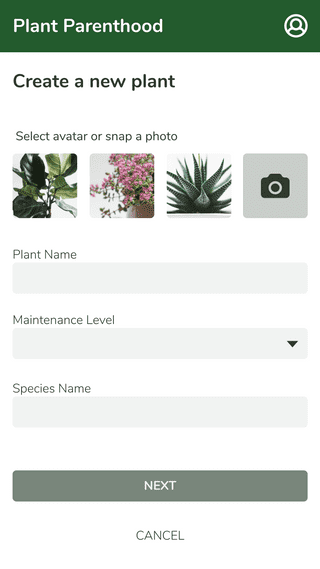 Plant Parenthood
Create a new plant
Select avatar or snap a photo
Plant Name
Maintenance Level
Species Name
NEXT
CANCEL